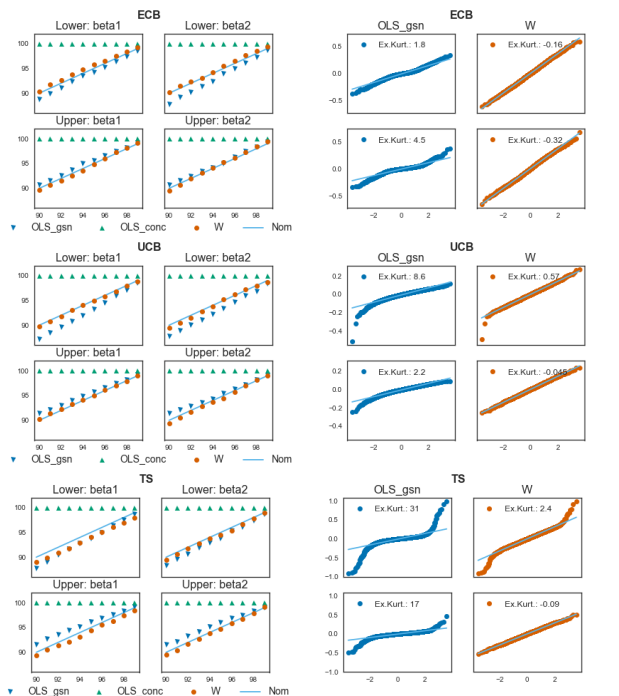 ECB
Lower: beta1
Lower: beta2
100
95
90
Upper: beta1
Upper: beta2
100
95
90
90 92 94 96 98
90 92 94 96 98
OLS_gsn OLS_conc W Nom
ECB
OLS_gsn
W
0.5
0.0
−0.5
Ex.Kurt.: 1.8
Ex.Kurt.: -0.16
0.5
0.0
−0.5
Ex.Kurt.: 4.5
Ex.Kurt.: -0.32
−2 0 2
−2 0 2
UCB
Lower: beta1
Lower: beta2
100
95
90
Upper: beta1
Upper: beta2
100
95
90
90 92 94 96 98
90 92 94 96 98
OLS_gsn OLS_conc W Nom
UCB
OLS_gsn
W
0.2
0.0
−0.2
−0.4
Ex.Kurt.: 8.6
Ex.Kurt.: 0.57
0.2
0.0
−0.2
−0.4
Ex.Kurt.: 2.2
Ex.Kurt.: -0.045
−2 0 2
−2 0 2
TS
Lower: beta1
Lower: beta2
100
95
90
Upper: beta1
Upper: beta2
100
95
90
90 92 94 96 98
90 92 94 96 98
OLS_gsn OLS_conc W Nom
TS
OLS_gsn
W
1.0
0.5
0.0
−0.5
−1.0
Ex.Kurt.: 31
Ex.Kurt.: 2.4
1.0
0.5
0.0
−0.5
−1.0
Ex.Kurt.: 17
Ex.Kurt.: -0.09
−2 0 2
−2 0 2